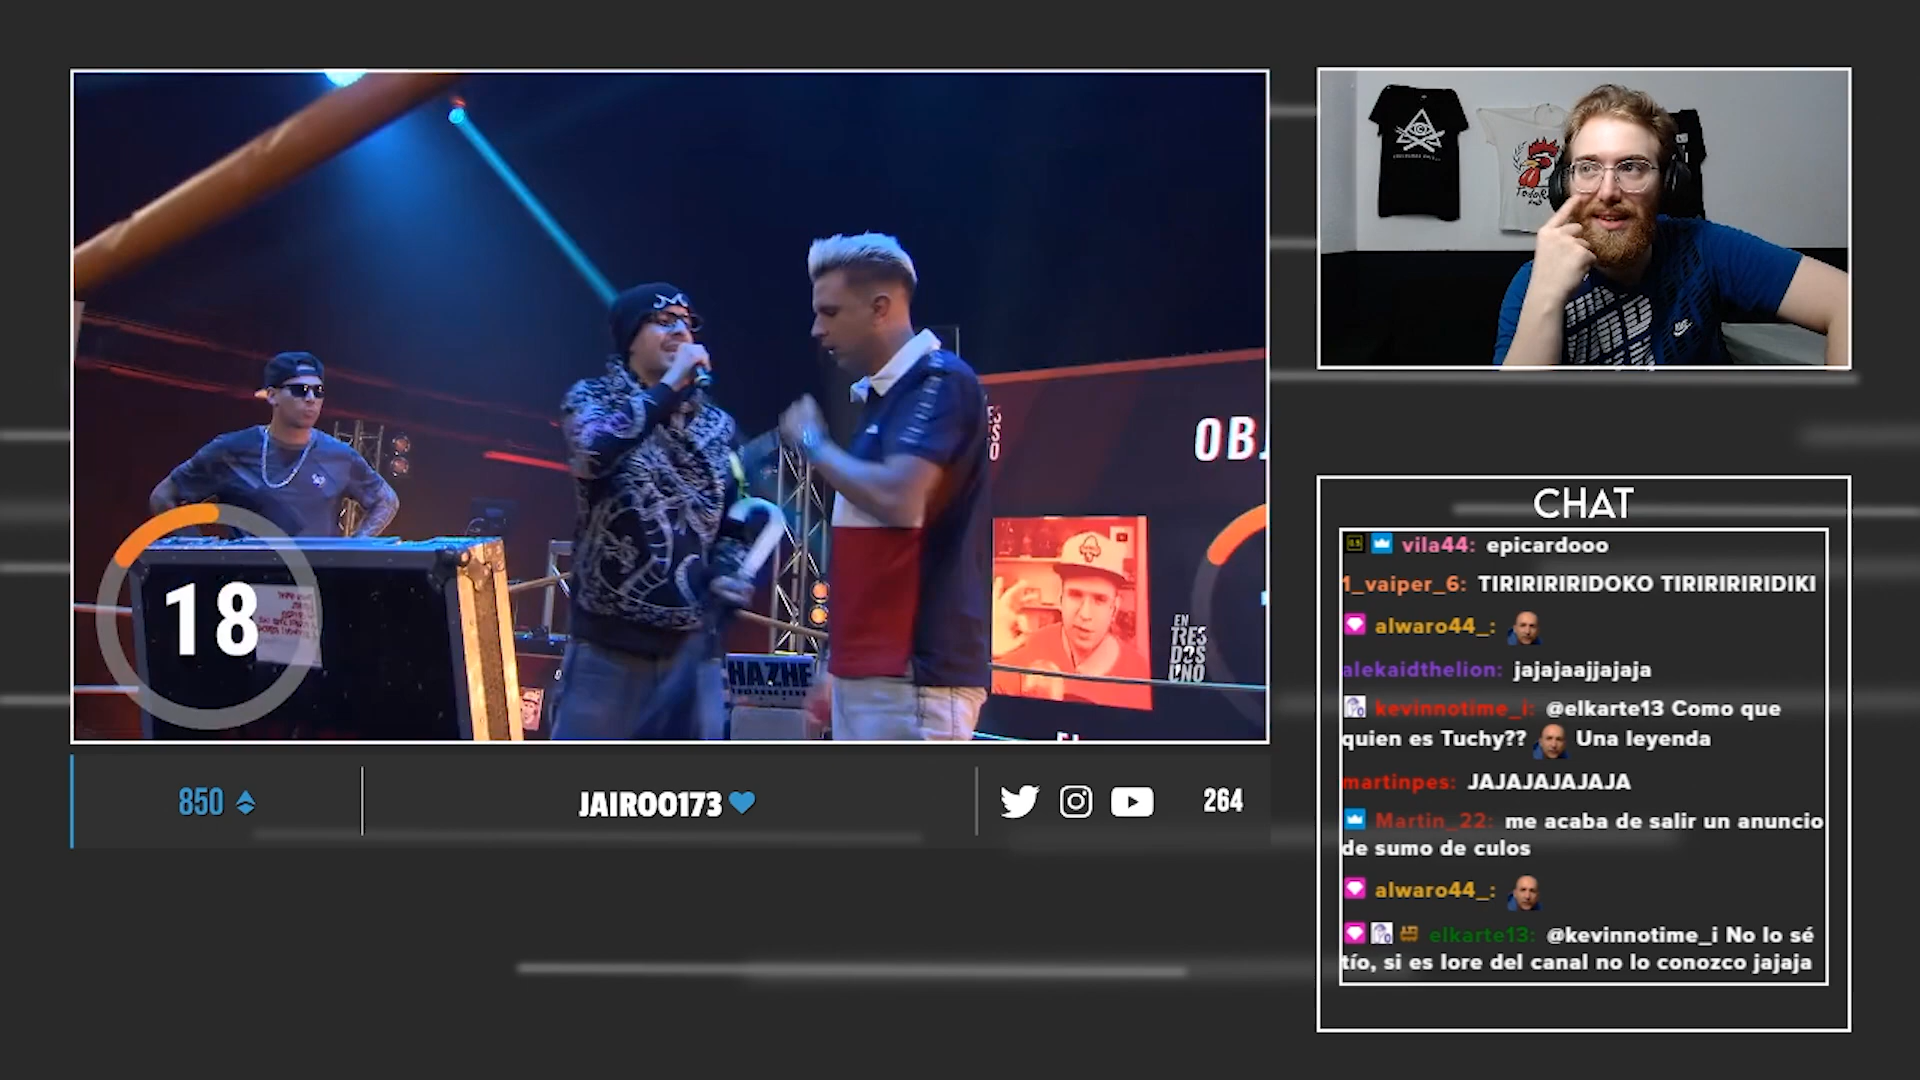 OBJ
18
EN
TRES
DOS
UNO
HAZHE
850
JAIROO173
264
CHAT
vila44: epicardooo
1_vaiper_6: TIRIRIRIRIDOKO TIRIRIRIRIDIKI
alwaro44_:
alekaidthelion: jajajaajjajaja
kevinnotime_i: @elkarte13 Como que
quien es Tuchy?? Una leyenda
martinpes: JAJAJAJAJAJA
Martin_22: me acaba de salir un anuncio
de sumo de culos
alwaro44_:
elkarte13: @kevinnotime_i No lo sé
tío, si es lore del canal no lo conozco jajaja